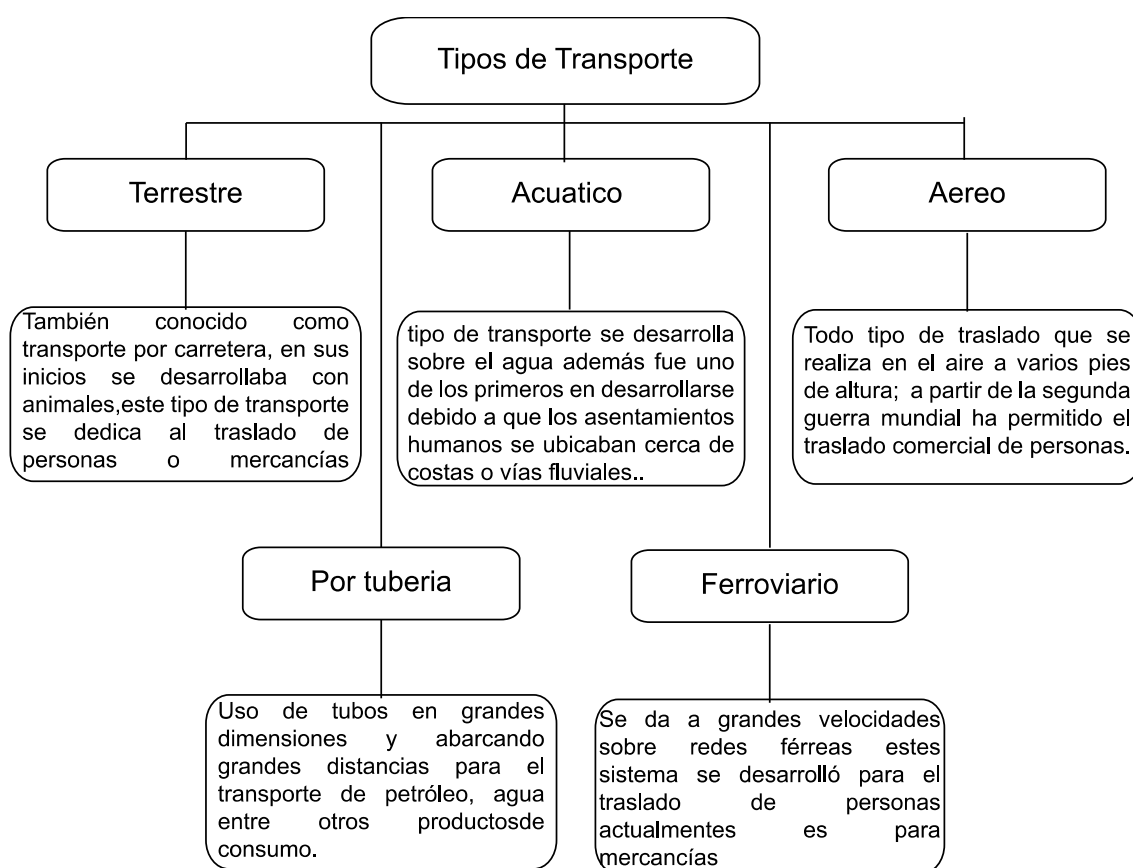 Tipos de Transporte
Terrestre
También conocido como
transporte por carretera, en sus
inicios se desarrollaba con
animales,este tipo de transporte
se dedica al traslado de
personas o mercancías
Acuatico
tipo de transporte se desarrolla
sobre el agua además fue uno
de los primeros en desarrollarse
debido a que los asentamientos
humanos se ubicaban cerca de
costas o vías fluviales..
Aereo
Todo tipo de traslado que se
realiza en el aire a varios pies
de altura; a partir de la segunda
guerra mundial ha permitido el
traslado comercial de personas.
Por tuberia
Uso de tubos en grandes
dimensiones y abarcando
grandes distancias para el
transporte de petróleo, agua
entre otros productosde
consumo.
Ferroviario
Se da a grandes velocidades
sobre redes férreas estes
sistema se desarrolló para el
traslado de personas
actualmentes es para
mercancías